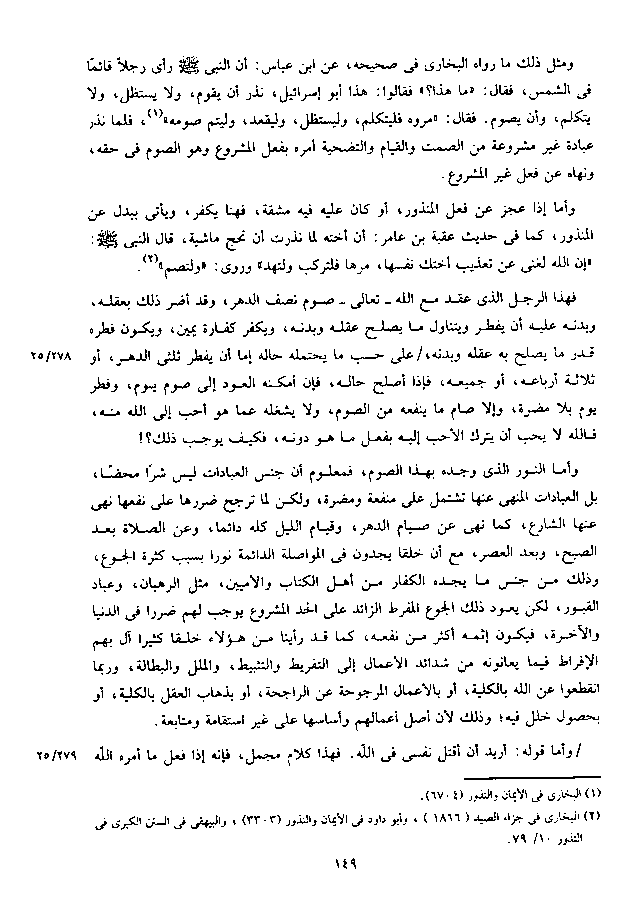 ومثل ذلك ما رواه البخارى فى صحيحه، عن ابن عباس: أن النبى ﷺ رأى رجلاً قائمًا
فى الشمس، فقال: «ما هذا؟» فقالوا: هذا أبو إسرائيل، نذر أن يقوم، ولا يستظل، ولا
يتكلم، وأن يصوم. فقال: «مروه فليتكلم، وليستظل، وليقعد، وليتم صومه»(١)، فلما نذر
عبادة غير مشروعة من الصمت والقيام والتضحية أمره بفعل المشروع وهو الصوم فى حقه،
ونهاه عن فعل غير المشروع.
وأما إذا عجز عن فعل المنذور، أو كان عليه فيه مشقة، فهنا يكفر، ويأتى ببدل عن
المنذور، كما فى حديث عقبة بن عامر: أن أخته لما نذرت أن تحج ماشية، قال النبى ﷺ:
«إن الله لغنى عن تعذيب أختك نفسها، مرها فلتركب ولتهد» وروى: «ولتصم»(٢).
فهذا الرجل الذى عقد مع الله ـ تعالى ـ صوم نصف الدهر، وقد أضر ذلك بعقله،
وبدنه عليه أن يفطر ويتناول ما يصلح عقله وبدنه، ويكفر كفارة يمين، ويكون فطره
قدر ما يصلح به عقله وبدنه،/ على حسب ما يحتمله حاله إما أن يفطر ثلثى الدهر، أو ٢٥/٢٧٨
ثلاثة أرباعه، أو جميعه، فإذا أصلح حاله، فإن أمكنه العود إلى صوم يوم، وفطر
يوم بلا مضرة، وإلا صام ما ينفعه من الصوم، ولا يشغله عما هو أحب إلى الله منه،
فالله لا يحب أن يترك الأحب إليه بفعل ما هو دونه، فكيف يوجب ذلك؟!
وأما النور الذى وجده بهذا الصوم، فمعلوم أن جنس العبادات ليس شرًا محضًا،
بل العبادات المنهى عنها تشتمل على منفعة ومضرة، ولكن لما ترجح ضررها على نفعها نهى
عنها الشارع، كما نهى عن صيام الدهر، وقيام الليل كله دائما، وعن الصلاة بعد
الصبح، وبعد العصر، مع أن خلقا يجدون فى المواصلة الدائمة نورا بسبب كثرة الجوع،
وذلك من جنس ما يجده الكفار من أهل الكتاب والأميين، مثل الرهبان، وعباد
القبور، لكن يعود ذلك الجوع المفرط الزائد على الحد المشروع يوجب لهم ضررا فى الدنيا
والآخرة، فيكون إثمه أكثر من نفعه، كما قد رأينا من هؤلاء خلقا كثيرا آل بهم
الإفراط فيما يعانونه من شدائد الأعمال إلى التفريط والتثبيط، والملل والبطالة، وربما
انقطعوا عن الله بالكلية، أو بالأعمال المرجوحة عن الراجحة، أو بذهاب العقل بالكلية، أو
بحصول خلل فيه؛ وذلك لأن أصل أعمالهم وأساسها على غير استقامة ومتابعة.
/ وأما قوله: أريد أن أقتل نفسى فى الله. فهذا كلام مجمل، فإنه إذا فعل ما أمره الله ٢٥/٢٧٩
(١) البخارى فى الأيمان والنذور (٦٧٠٤).
(٢) البخارى فى جزاء الصيد (١٨٦٦) ، وأبو داود فى الأيمان والنذور (٣٣٠٣) ، والبيهقى فى السنن الكبرى فى
النذور ١٠/ ٧٩.
١٤٩